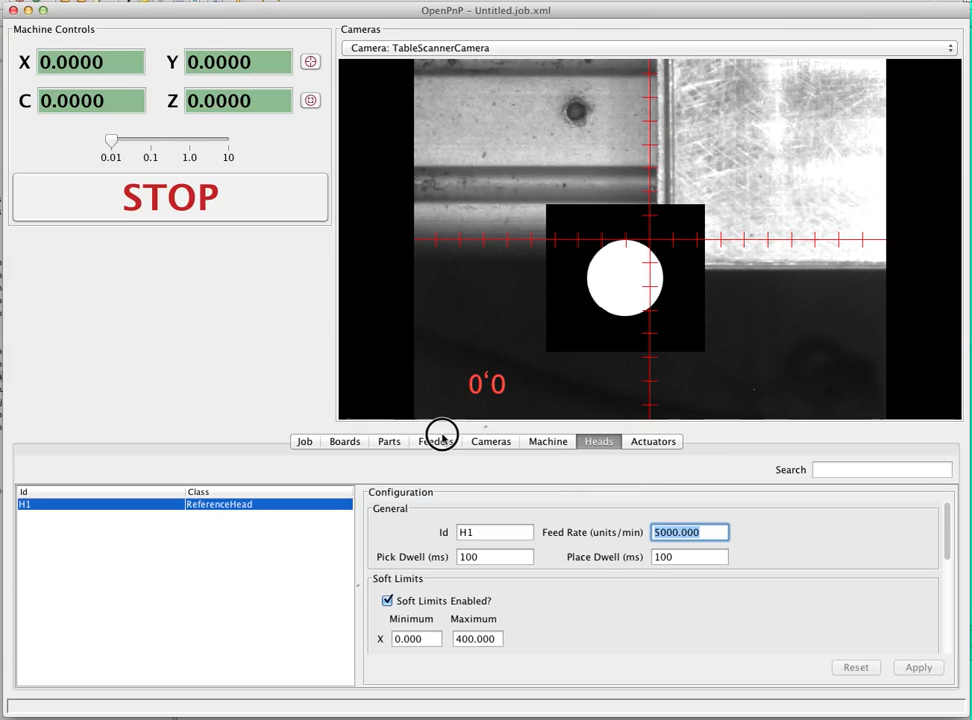 OpenPnP - Untitled.job.xml
Machine Controls
X 0.0000 Y 0.0000
C 0.0000 Z 0.0000
0.01 0.1 1.0 10
STOP
Cameras
Camera: TableScannerCamera
0,0
Job Boards Parts Feeders Cameras Machine Heads Actuators
Search
Id Class
H1 ReferenceHead
Configuration
General
Id H1 Feed Rate (units/min) 5000.000
Pick Dwell (ms) 100 Place Dwell (ms) 100
Soft Limits
Soft Limits Enabled?
Minimum Maximum
X 0.000 400.000
Reset Apply